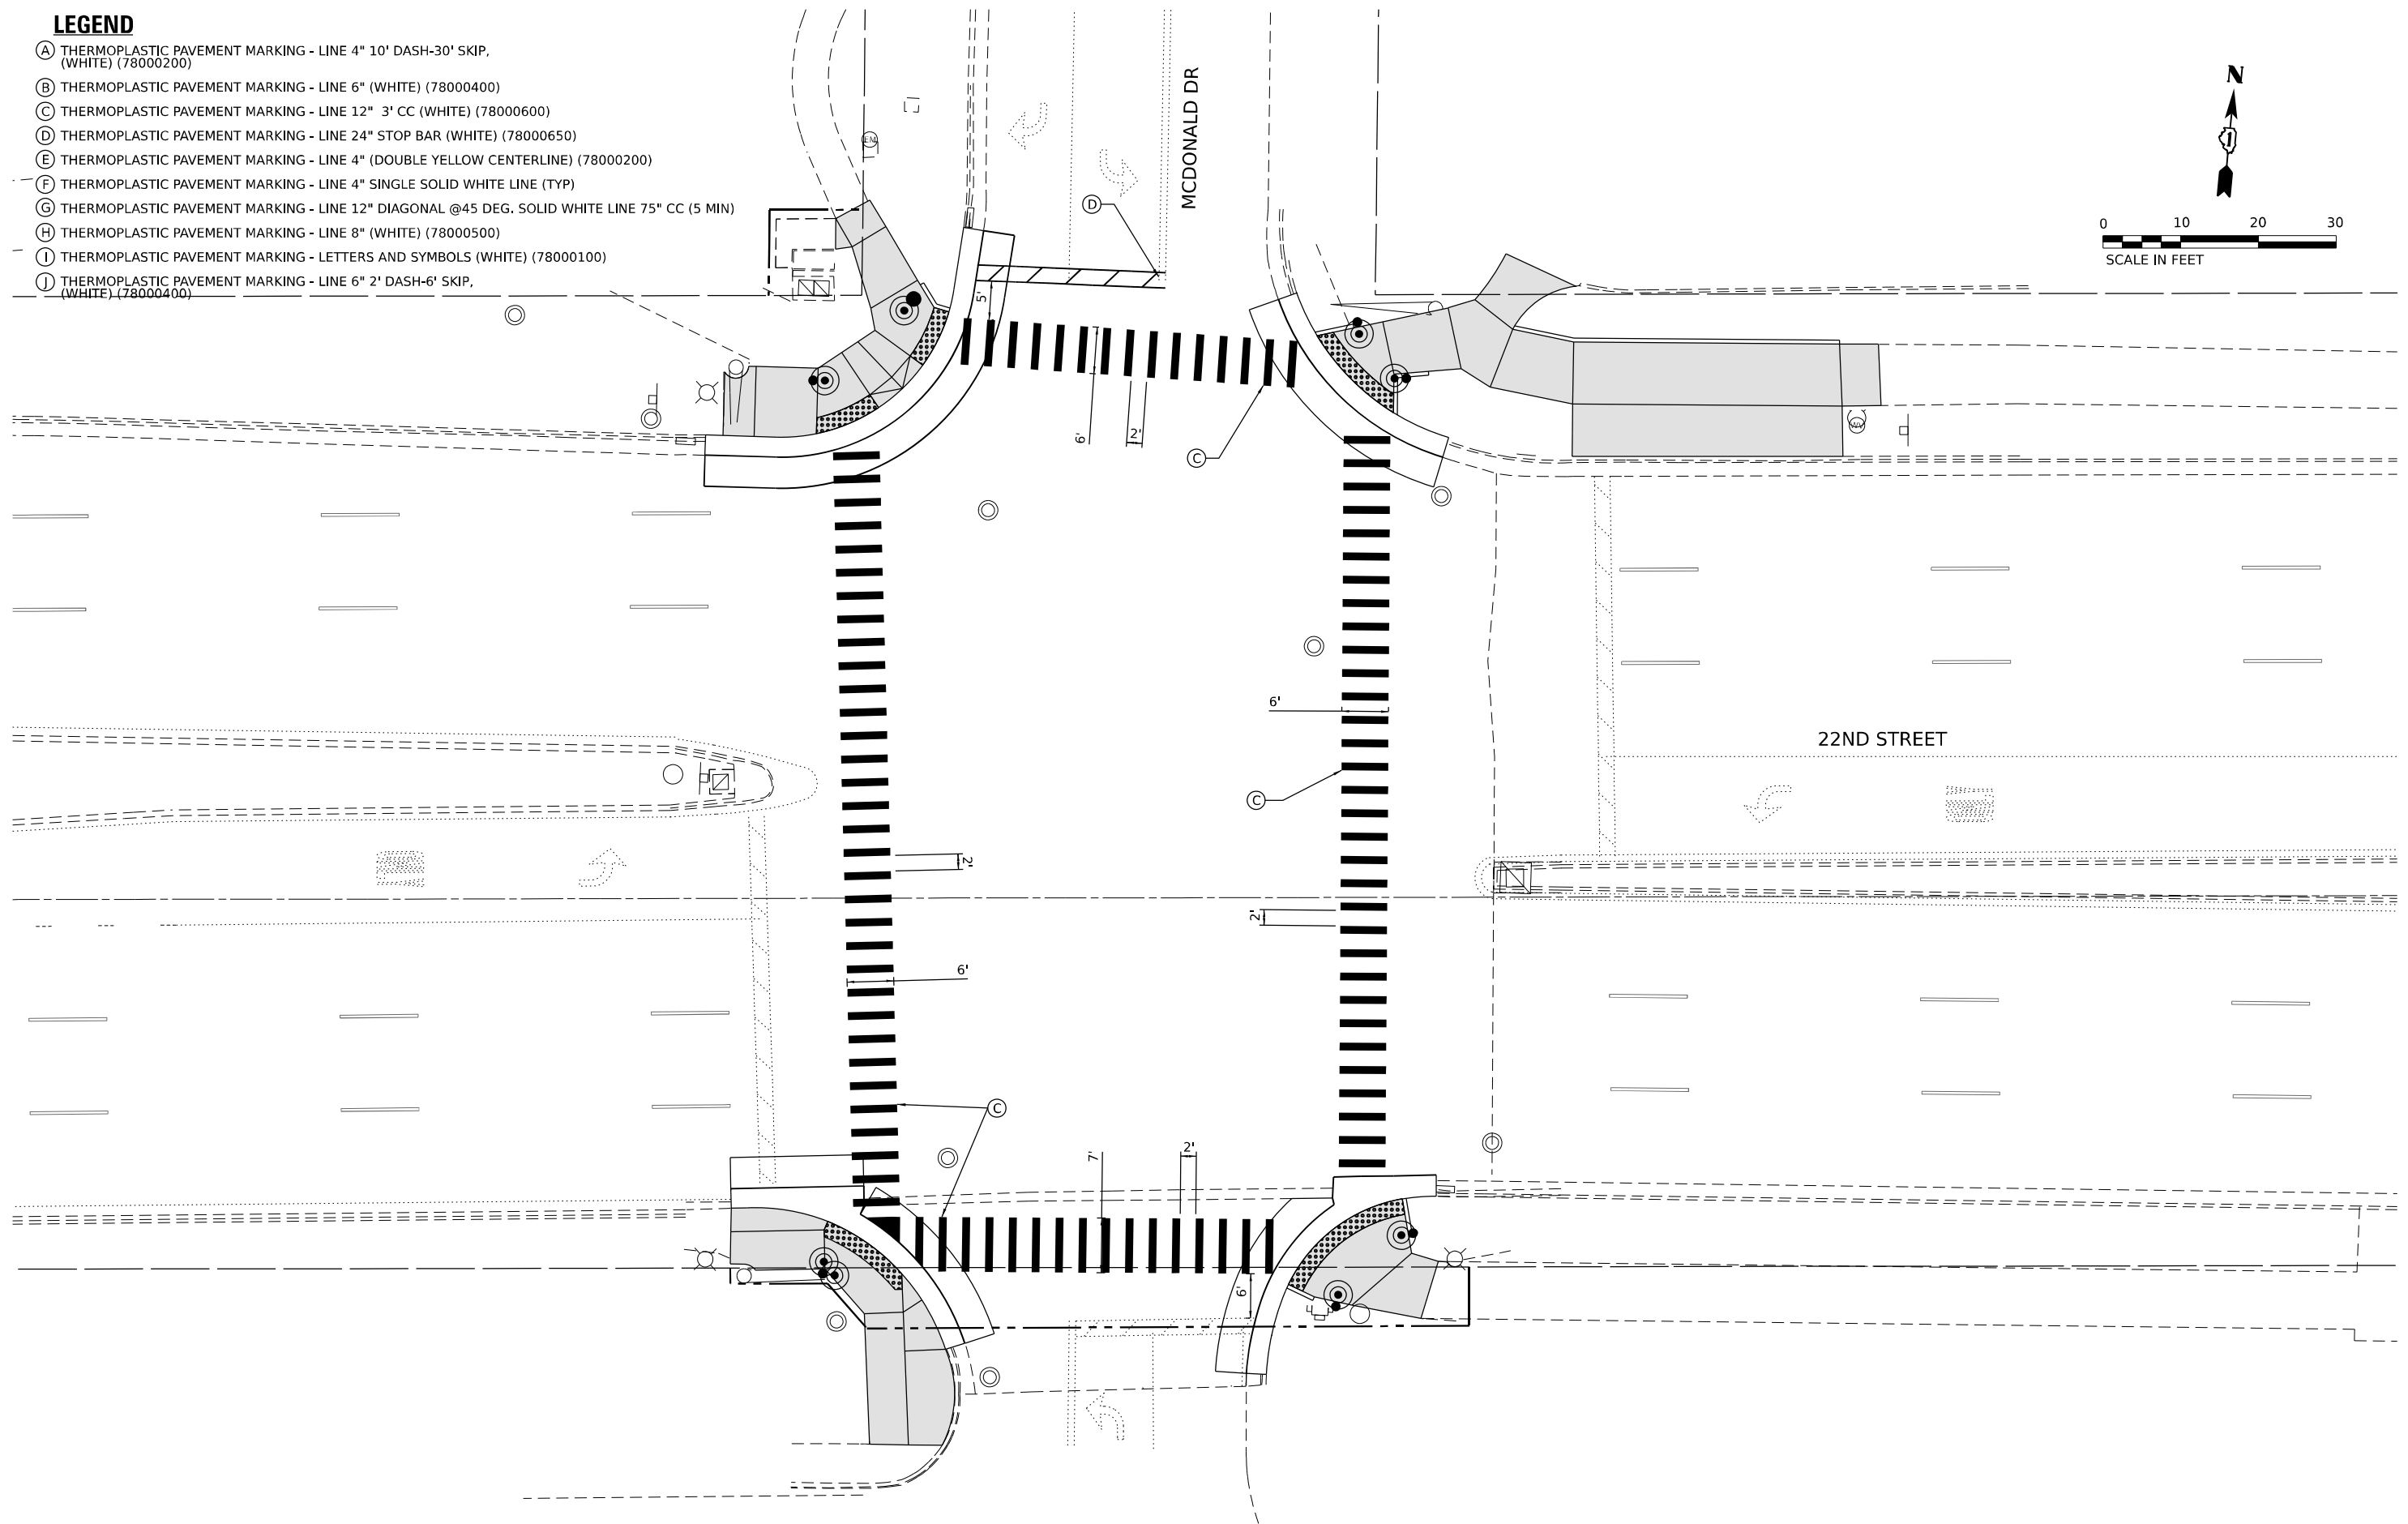 LEGEND
A THERMOPLASTIC PAVEMENT MARKING - LINE 4" 10' DASH-30' SKIP,
(WHITE) (78000200)
B THERMOPLASTIC PAVEMENT MARKING - LINE 6" (WHITE) (78000400)
C THERMOPLASTIC PAVEMENT MARKING - LINE 12" 3' CC (WHITE) (78000600)
D THERMOPLASTIC PAVEMENT MARKING - LINE 24" STOP BAR (WHITE) (78000650)
E THERMOPLASTIC PAVEMENT MARKING - LINE 4" (DOUBLE YELLOW CENTERLINE) (78000200)
F THERMOPLASTIC PAVEMENT MARKING - LINE 4" SINGLE SOLID WHITE LINE (TYP)
G THERMOPLASTIC PAVEMENT MARKING - LINE 12" DIAGONAL @45 DEG. SOLID WHITE LINE 75" CC (5 MIN)
H THERMOPLASTIC PAVEMENT MARKING - LINE 8" (WHITE) (78000500)
I THERMOPLASTIC PAVEMENT MARKING - LETTERS AND SYMBOLS (WHITE) (78000100)
J THERMOPLASTIC PAVEMENT MARKING - LINE 6" 2' DASH-6' SKIP,
(WHITE) (78000400)
MCDONALD DR
N
1
0 10 20 30
SCALE IN FEET
EM
D
5'
6'
2'
C
WV
6'
22ND STREET
C
2'
2'
6'
C
7'
2'
6'